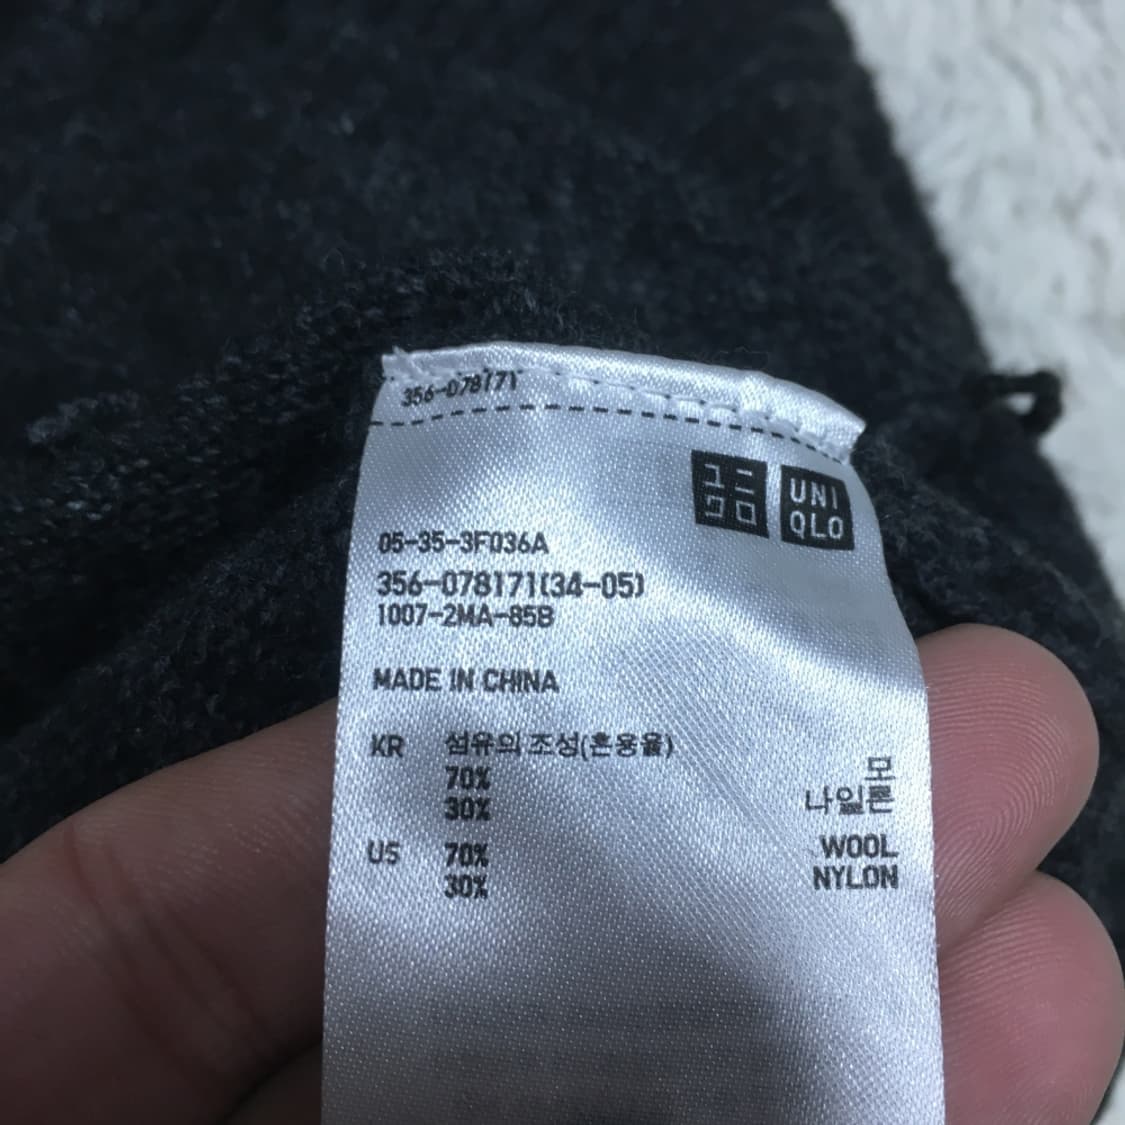 356-078171
ユニ
クロ
UNI
QLO
05-35-3F036A
356-078171(34-05)
1007-2MA-85B
MADE IN CHINA
KR 섬유의 조성(혼용율)
70% 모
30% 나일론
US 70% WOOL
30% NYLON